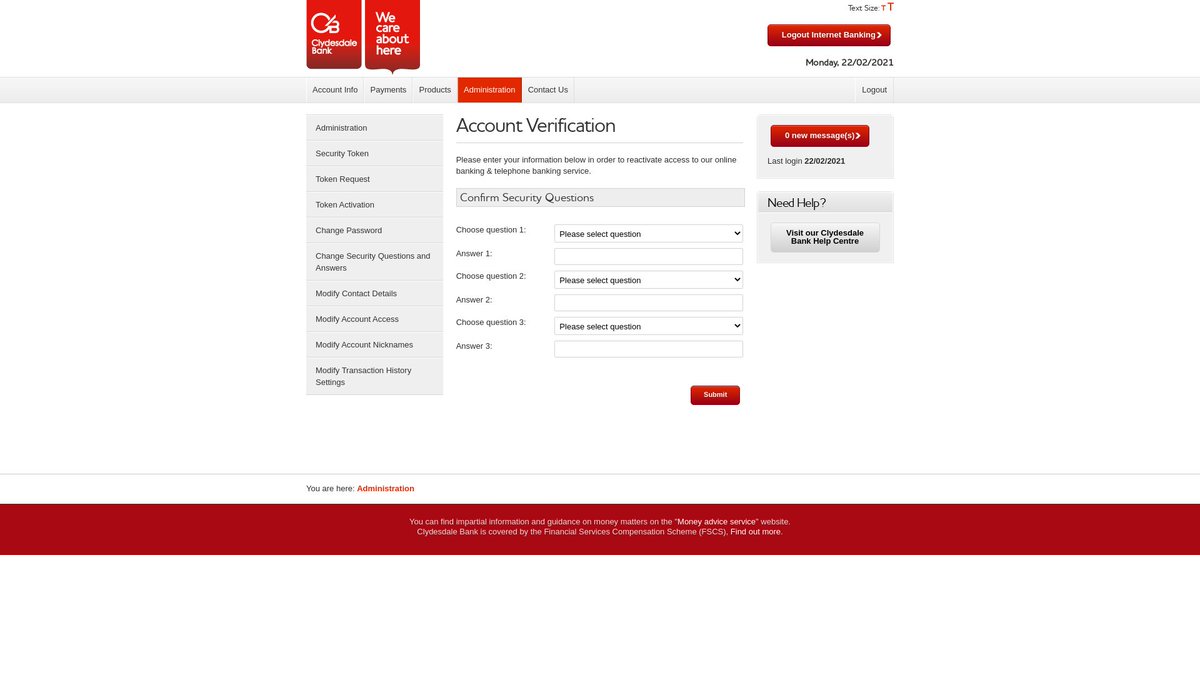 Text Size: T T
Clydesdale
Bank
We
care
about
here
Logout Internet Banking
Monday, 22/02/2021
Account Info
Payments
Products
Administration
Contact Us
Logout
Administration
Security Token
Token Request
Token Activation
Change Password
Change Security Questions and
Answers
Modify Contact Details
Modify Account Access
Modify Account Nicknames
Modify Transaction History
Settings
Account Verification
Please enter your information below in order to reactivate access to our online
banking & telephone banking service.
Confirm Security Questions
Choose question 1:
Please select question
Answer 1:
Choose question 2:
Please select question
Answer 2:
Choose question 3:
Please select question
Answer 3:
Submit
0 new message(s)
Last login 22/02/2021
Need Help?
Visit our Clydesdale
Bank Help Centre
You are here: Administration
You can find impartial information and guidance on money matters on the "Money advice service" website.
Clydesdale Bank is covered by the Financial Services Compensation Scheme (FSCS), Find out more.